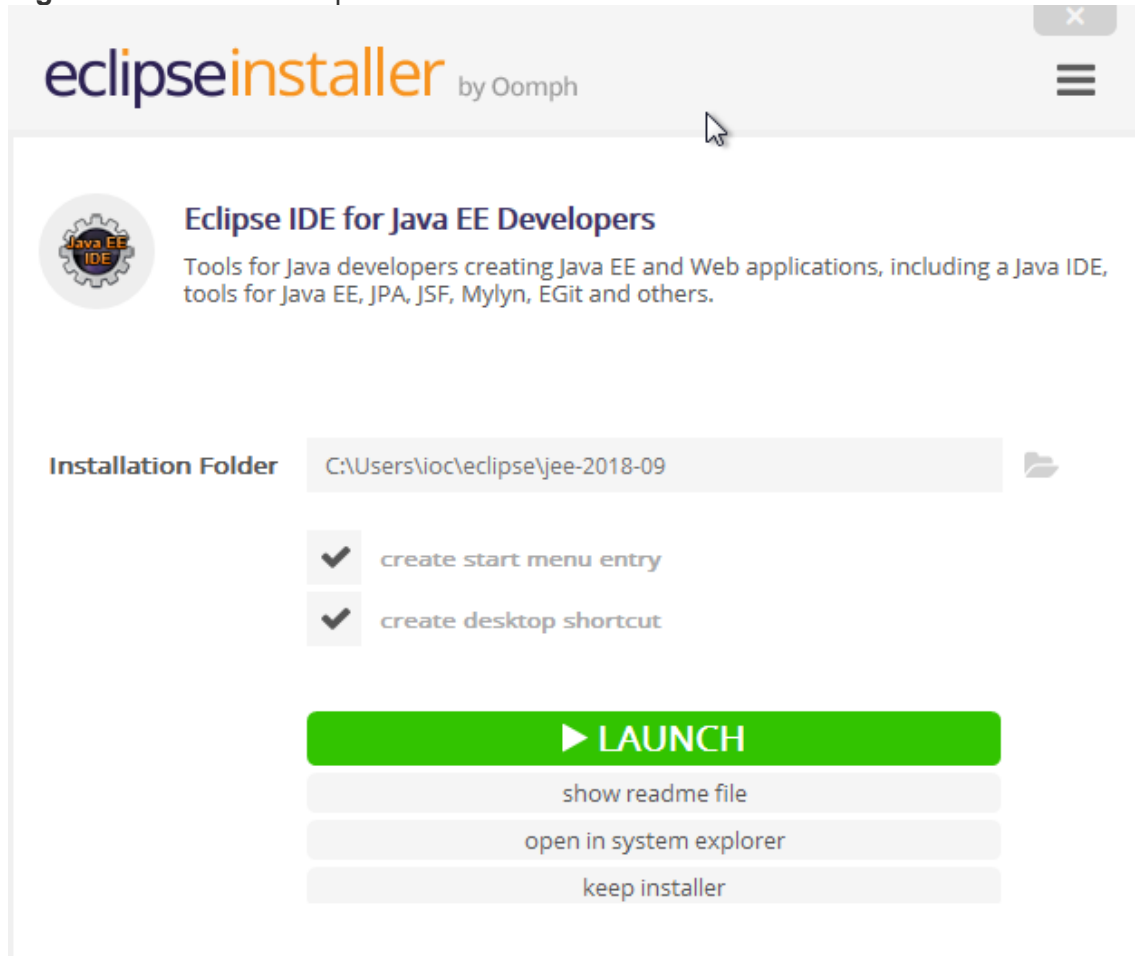 eclipseinstaller by Oomph
Java EE
IDE
Eclipse IDE for Java EE Developers
Tools for Java developers creating Java EE and Web applications, including a Java IDE,
tools for Java EE, JPA, JSF, Mylyn, EGit and others.
Installation Folder C:\Users\ioc\eclipse\jee-2018-09
create start menu entry
create desktop shortcut
LAUNCH
show readme file
open in system explorer
keep installer